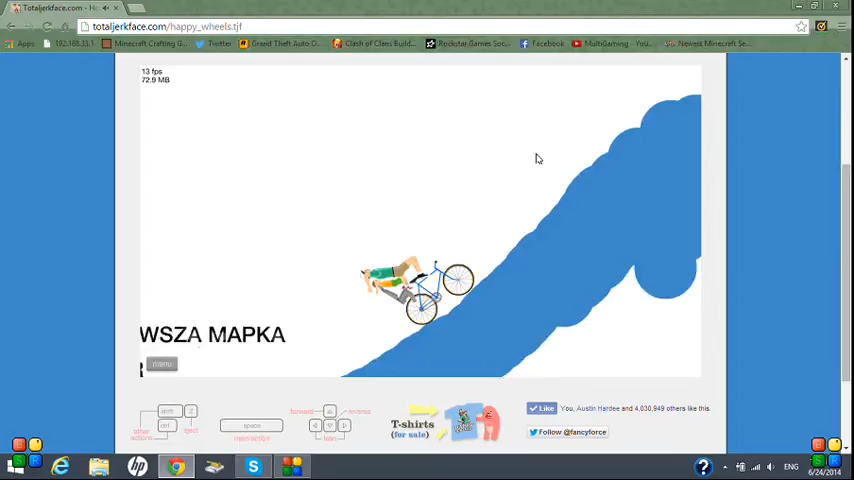 Totaljerkface.com - Ho
totaljerkface.com/happy_wheels.tjf
Apps
192.168.33.1
Minecraft Crafting G...
Twitter
Grand Theft Auto O...
Clash of Clans Build...
Rockstar Games Soc...
Facebook
MultiGaming - You...
Newest Minecraft Se...
13 fps
72.9 MB
WSZA MAPKA
menu
shift
Z
ctrl
eject
other
actions
space
main action
forward
reverse
lean
T-shirts
(for sale)
Like
You, Austin Hardee and 4,030,949 others like this.
Follow @fancyforce
ENG
6/24/2014